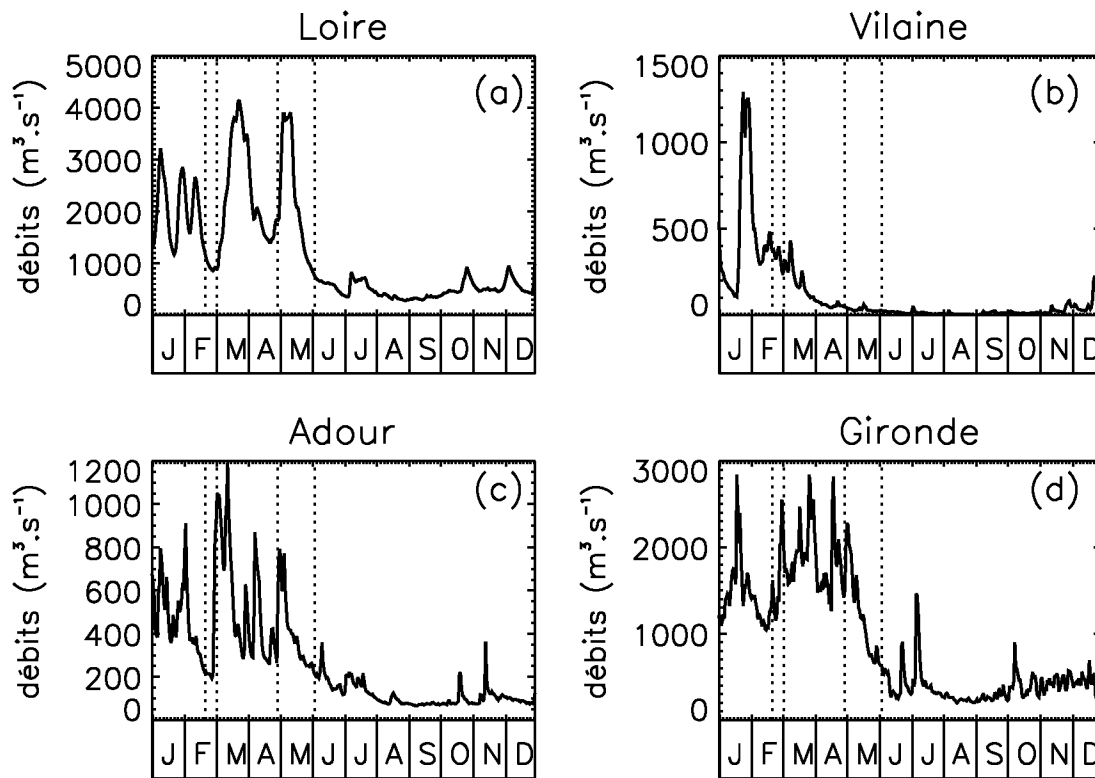 Loire
(a)
débits (m³.s⁻¹)
5000
4000
3000
2000
1000
0
J F M A M J J A S O N D
Vilaine
(b)
débits (m³.s⁻¹)
1500
1000
500
0
J F M A M J J A S O N D
Adour
(c)
débits (m³.s⁻¹)
1200
1000
800
600
400
200
0
J F M A M J J A S O N D
Gironde
(d)
débits (m³.s⁻¹)
3000
2000
1000
0
J F M A M J J A S O N D